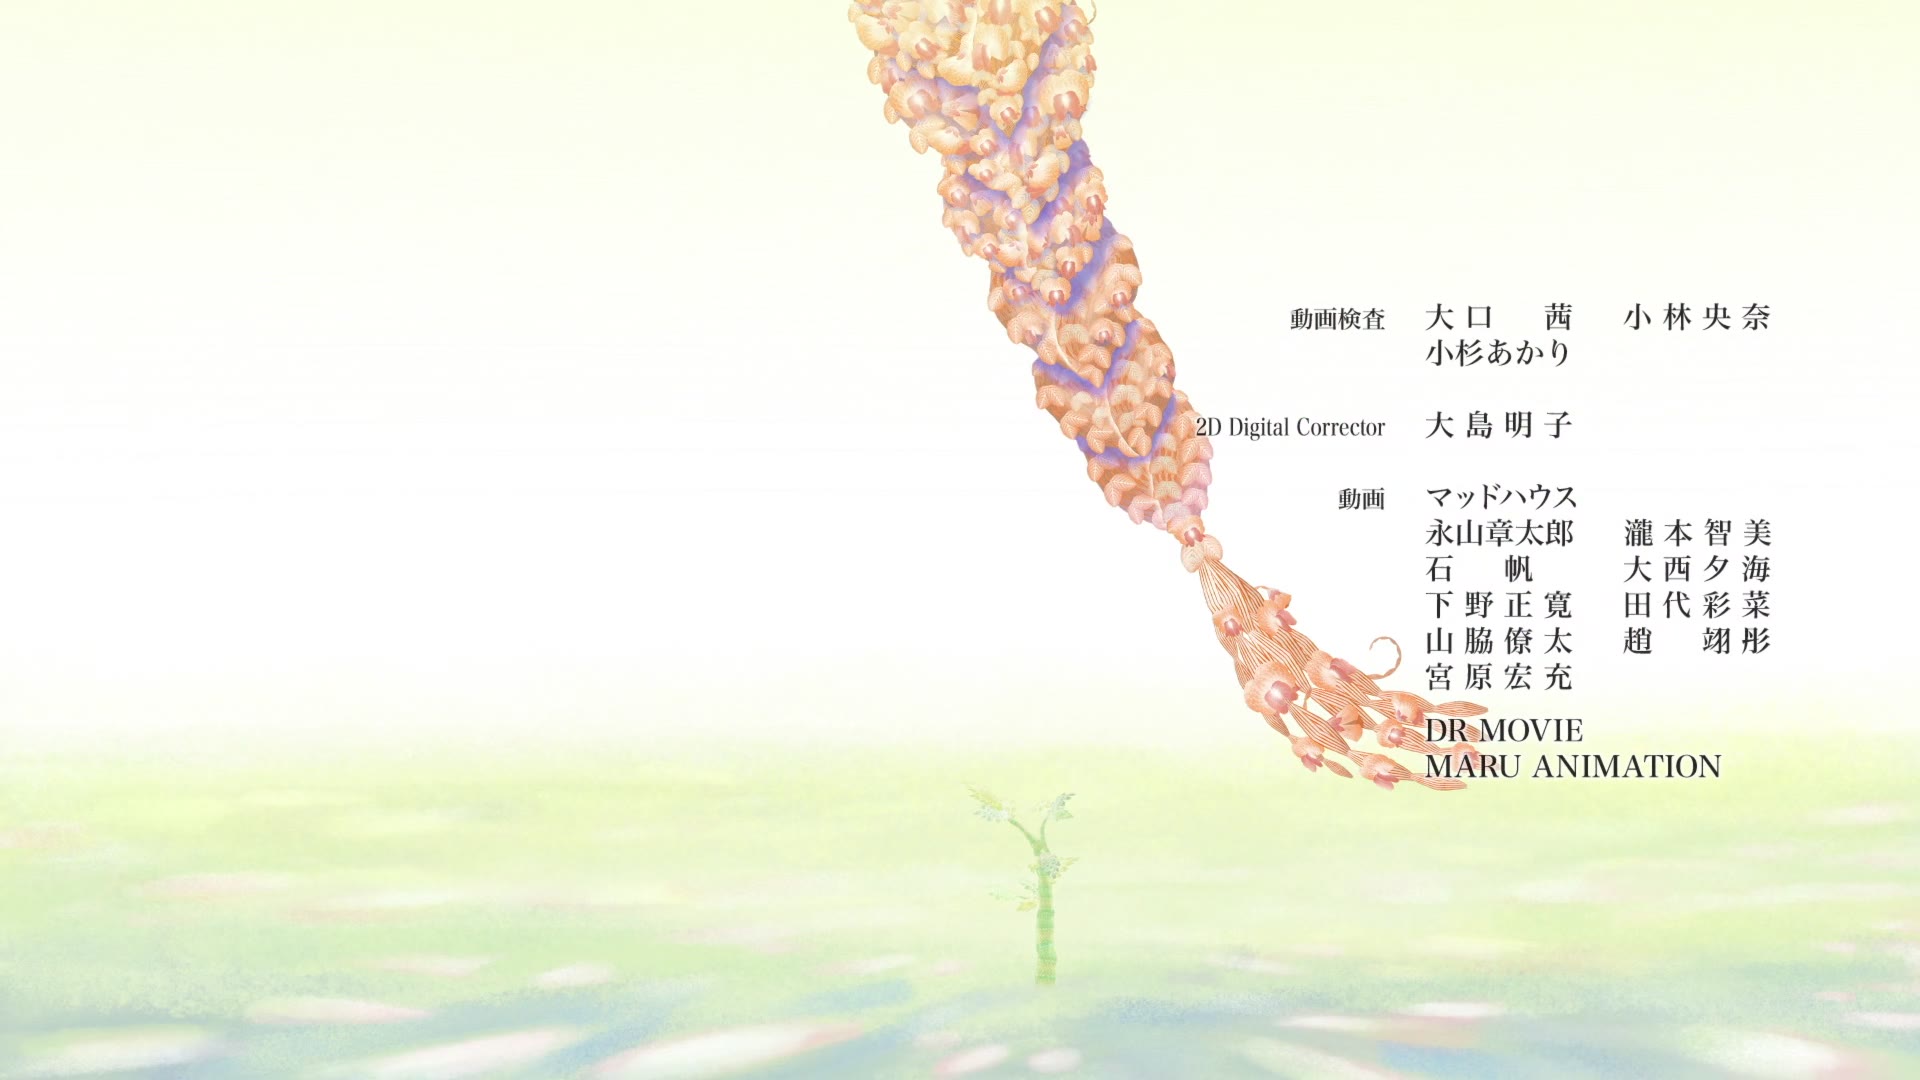 動画検査 大口 茜 小林央奈
小杉あかり
2D Digital Corrector 大島明子
動画 マッドハウス
永山章太郎 瀧本智美
石 帆 大西夕海
下野正寛 田代彩菜
山脇僚太 趙 翊彤
宮原宏充
DR MOVIE
MARU ANIMATION